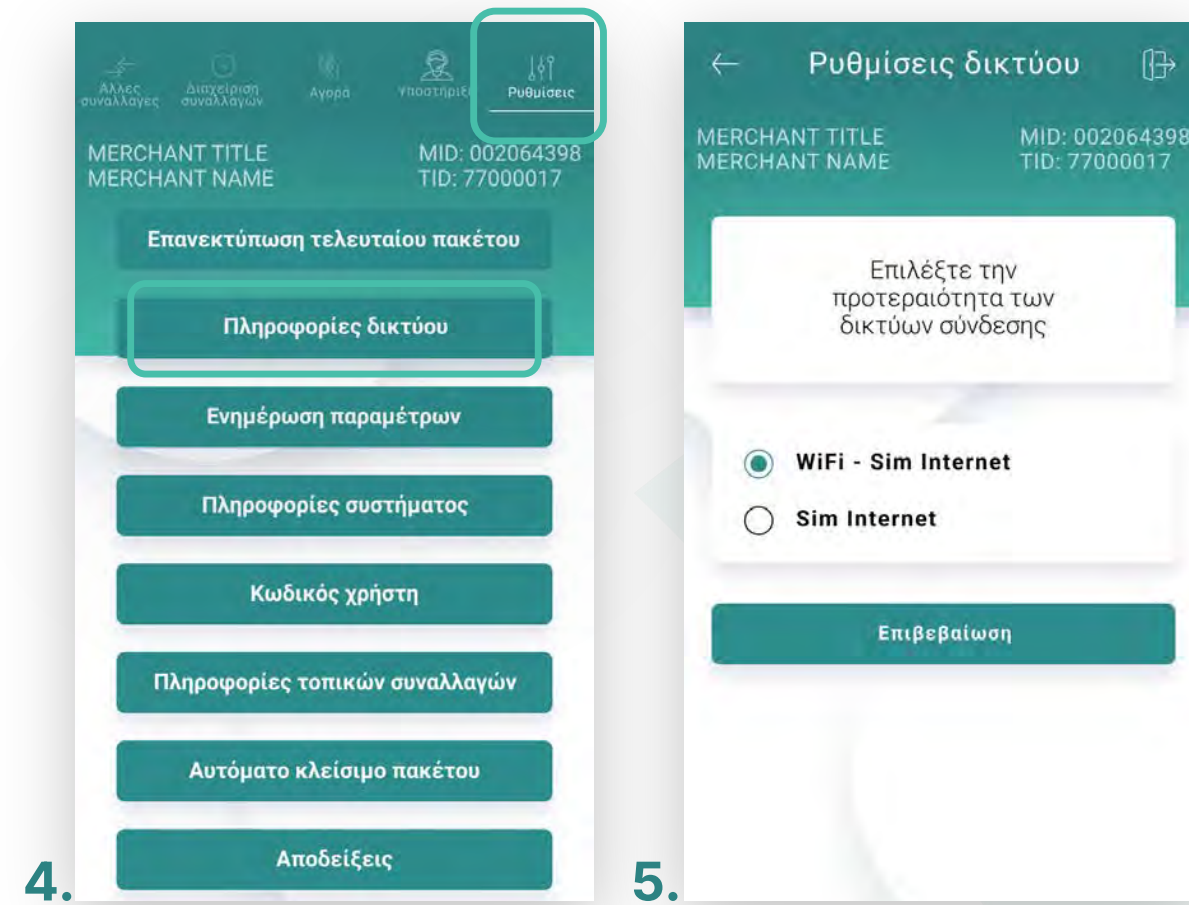 Άλλες συναλλαγές
Διαχείριση συναλλαγών
Αγορά
Υποστήριξη
Ρυθμίσεις
MERCHANT TITLE
MID: 002064398
MERCHANT NAME
TID: 77000017
Επανεκτύπωση τελευταίου πακέτου
Πληροφορίες δικτύου
Ενημέρωση παραμέτρων
Πληροφορίες συστήματος
Κωδικός χρήστη
Πληροφορίες τοπικών συναλλαγών
Αυτόματο κλείσιμο πακέτου
Αποδείξεις
4.
Ρυθμίσεις δικτύου
MERCHANT TITLE
MID: 002064398
MERCHANT NAME
TID: 77000017
Επιλέξτε την
προτεραιότητα των
δικτύων σύνδεσης
WiFi - Sim Internet
Sim Internet
Επιβεβαίωση
5.